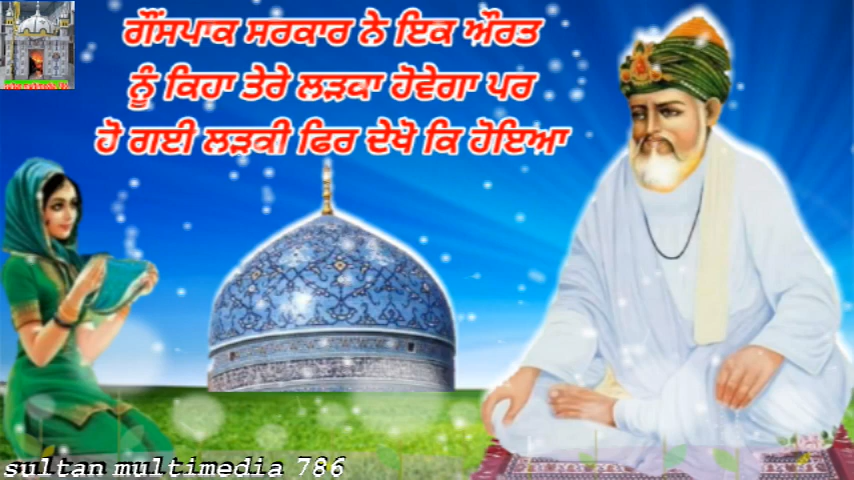 ਗੌਂਸਪਾਕ ਸਰਕਾਰ ਨੇ ਇਕ ਔਰਤ
ਨੂੰ ਕਿਹਾ ਤੇਰੇ ਲੜਕਾ ਹੋਵੇਗਾ ਪਰ
ਹੋ ਗਈ ਲੜਕੀ ਫਿਰ ਦੇਖੋ ਕਿ ਹੋਇਆ
sultan multimedia 786